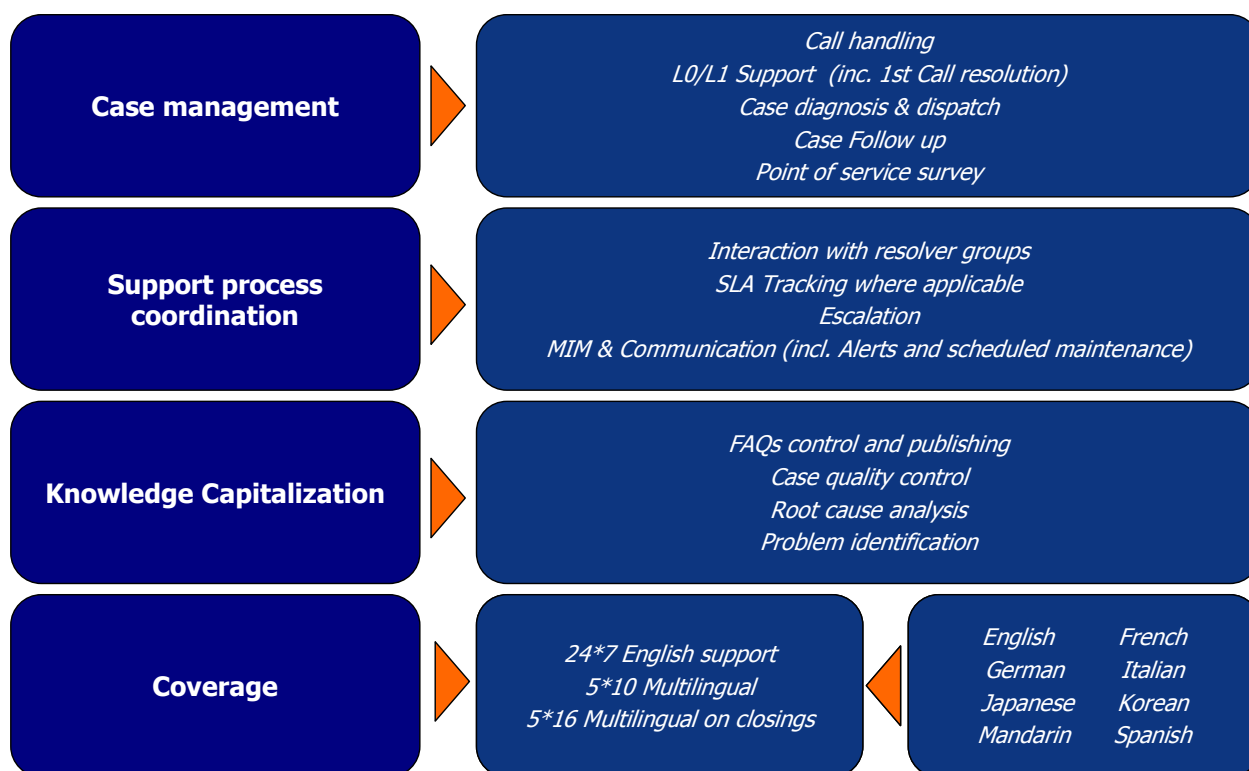 Case management
Call handling
L0/L1 Support  (inc. 1st Call resolution)
Case diagnosis & dispatch
Case Follow up
Point of service survey
Support process
coordination
Interaction with resolver groups
SLA Tracking where applicable
Escalation
MIM & Communication (incl. Alerts and scheduled maintenance)
Knowledge Capitalization
FAQs control and publishing
Case quality control
Root cause analysis
Problem identification
Coverage
24*7 English support
5*10 Multilingual
5*16 Multilingual on closings
English French
German Italian
Japanese Korean
Mandarin Spanish